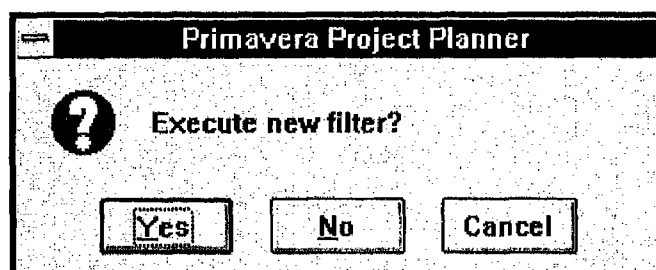 Primavera Project Planner
Execute new filter?
Yes No Cancel